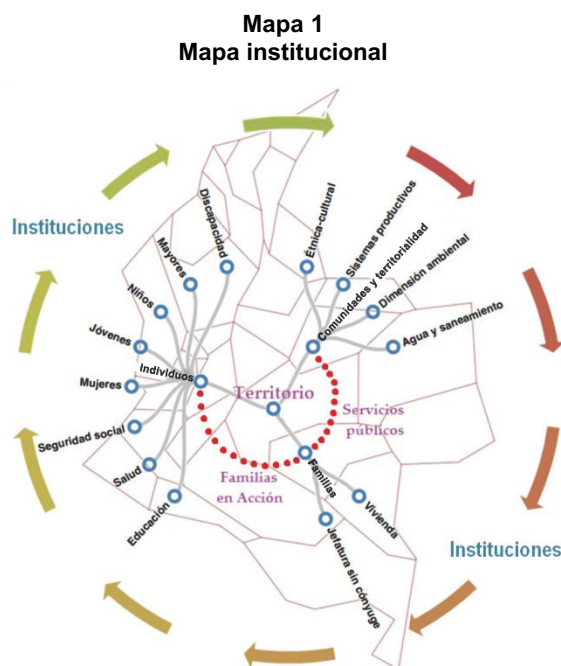 Mapa 1
Mapa institucional
Instituciones
Discapacidad
Mayores
Niños
Jóvenes
Mujeres
Seguridad social
Salud
Educación
Individuos
Étnica-cultural
Sistemas productivos
Comunidades y territorialidad
Dimensión ambiental
Agua y saneamiento
Territorio
Servicios
públicos
Familias
en Acción
Familias
Vivienda
Jefatura sin cónyuge
Instituciones